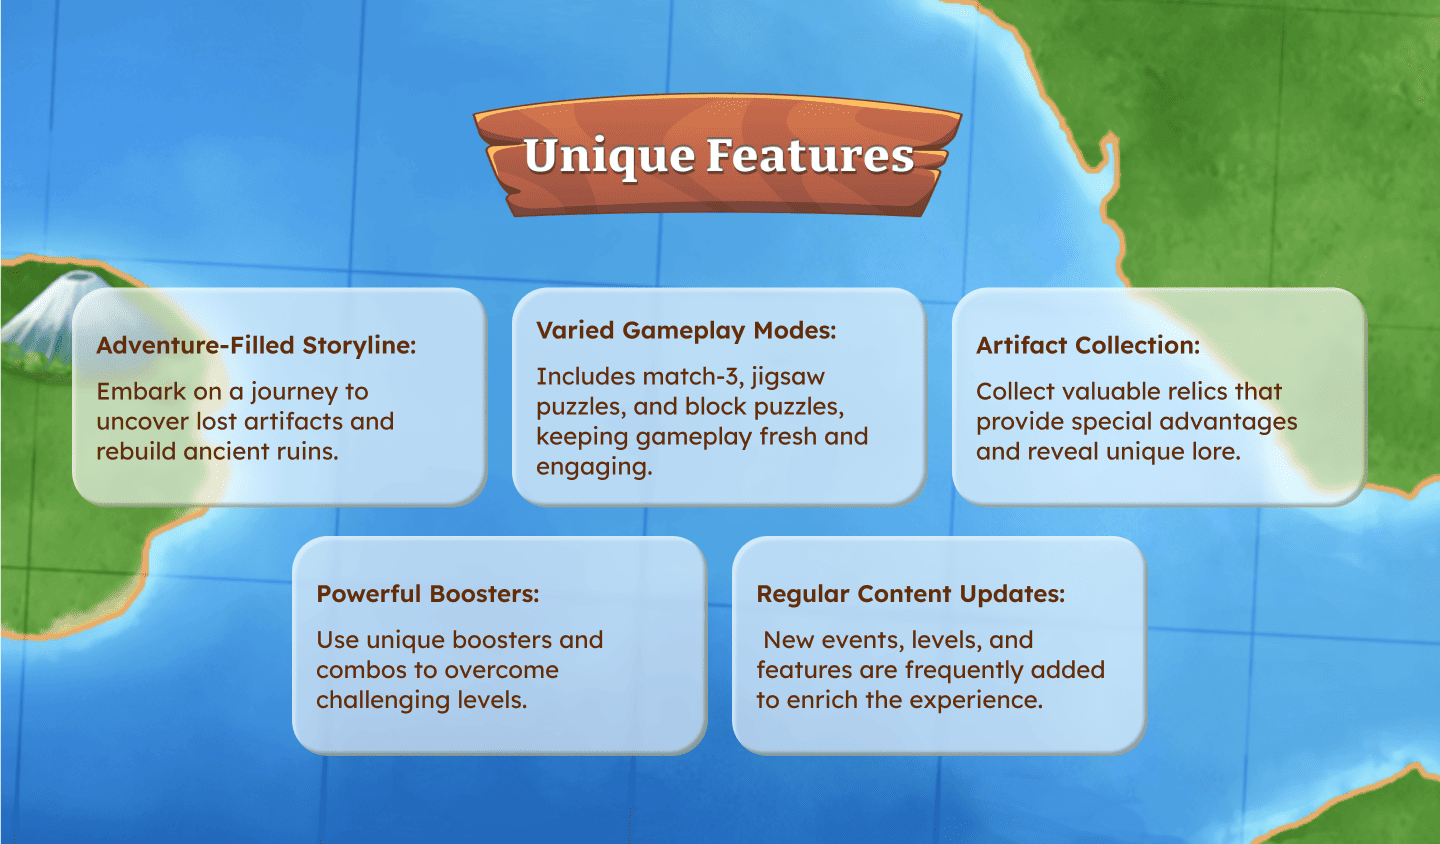 Unique Features
Adventure-Filled Storyline:
Embark on a journey to
uncover lost artifacts and
rebuild ancient ruins.
Varied Gameplay Modes:
Includes match-3, jigsaw
puzzles, and block puzzles,
keeping gameplay fresh and
engaging.
Artifact Collection:
Collect valuable relics that
provide special advantages
and reveal unique lore.
Powerful Boosters:
Use unique boosters and
combos to overcome
challenging levels.
Regular Content Updates:
New events, levels, and
features are frequently added
to enrich the experience.